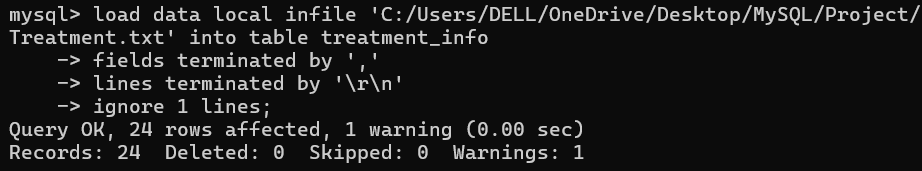 mysql> load data local infile 'C:/Users/DELL/OneDrive/Desktop/MySQL/Project/
Treatment.txt' into table treatment_info
    -> fields terminated by ','
    -> lines terminated by '\r\n'
    -> ignore 1 lines;
Query OK, 24 rows affected, 1 warning (0.00 sec)
Records: 24  Deleted: 0  Skipped: 0  Warnings: 1